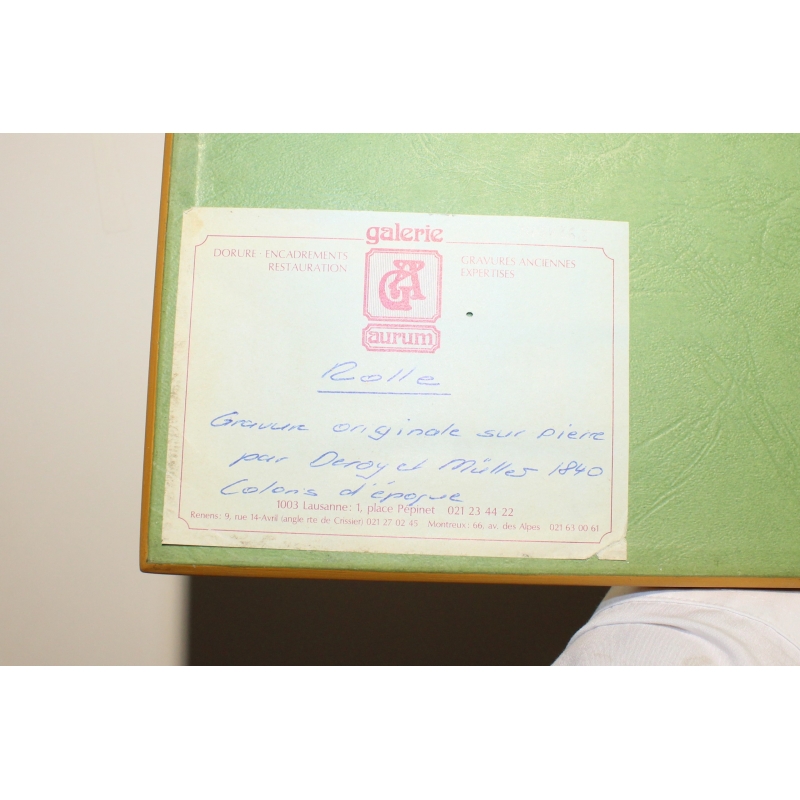 galerie
DORURE - ENCADREMENTS
RESTAURATION
GRAVURES ANCIENNES
EXPERTISES
GA
aurum
Rolle
Gravure originale sur pierre
par Deroy et Müller 1840
Colons d'époque
1003 Lausanne: 1, place Pépinet 021 23 44 22
Renens: 9, rue 14-Avril (angle rte de Crissier) 021 27 02 45 Montreux: 66, av. des Alpes 021 63 00 61